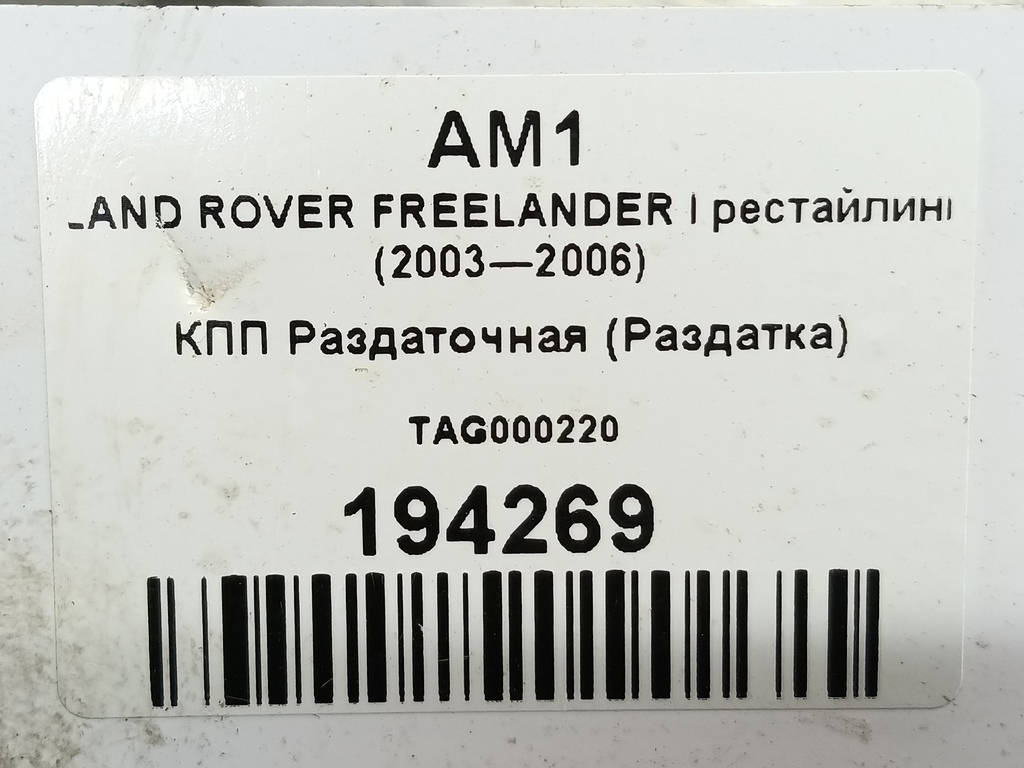 AM1
LAND ROVER FREELANDER I рестайлинг
(2003—2006)
КПП Раздаточная (Раздатка)
TAG000220
194269